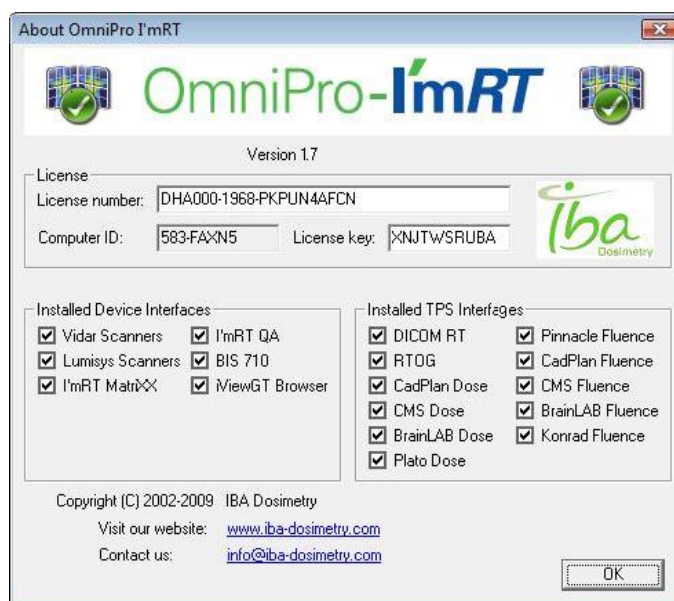 About OmniPro I'mRT
OmniPro-I'mRT
Version 1.7
License
License number: DHA000-1968-PKPUN4AFCN
Computer ID: 583-FAXN5 License key: XNJTWSRUBA
iba
Dosimetry
Installed Device Interfaces
Vidar Scanners I'mRT QA
Lumisys Scanners BIS 710
I'mRT MatriXX iViewGT Browser
Installed TPS Interfages
DICOM RT Pinnacle Fluence
RTOG CadPlan Fluence
CadPlan Dose CMS Fluence
CMS Dose BrainLAB Fluence
BrainLAB Dose Konrad Fluence
Plato Dose
Copyright (C) 2002-2009 IBA Dosimetry
Visit our website: www.iba-dosimetry.com
Contact us: info@iba-dosimetry.com
OK